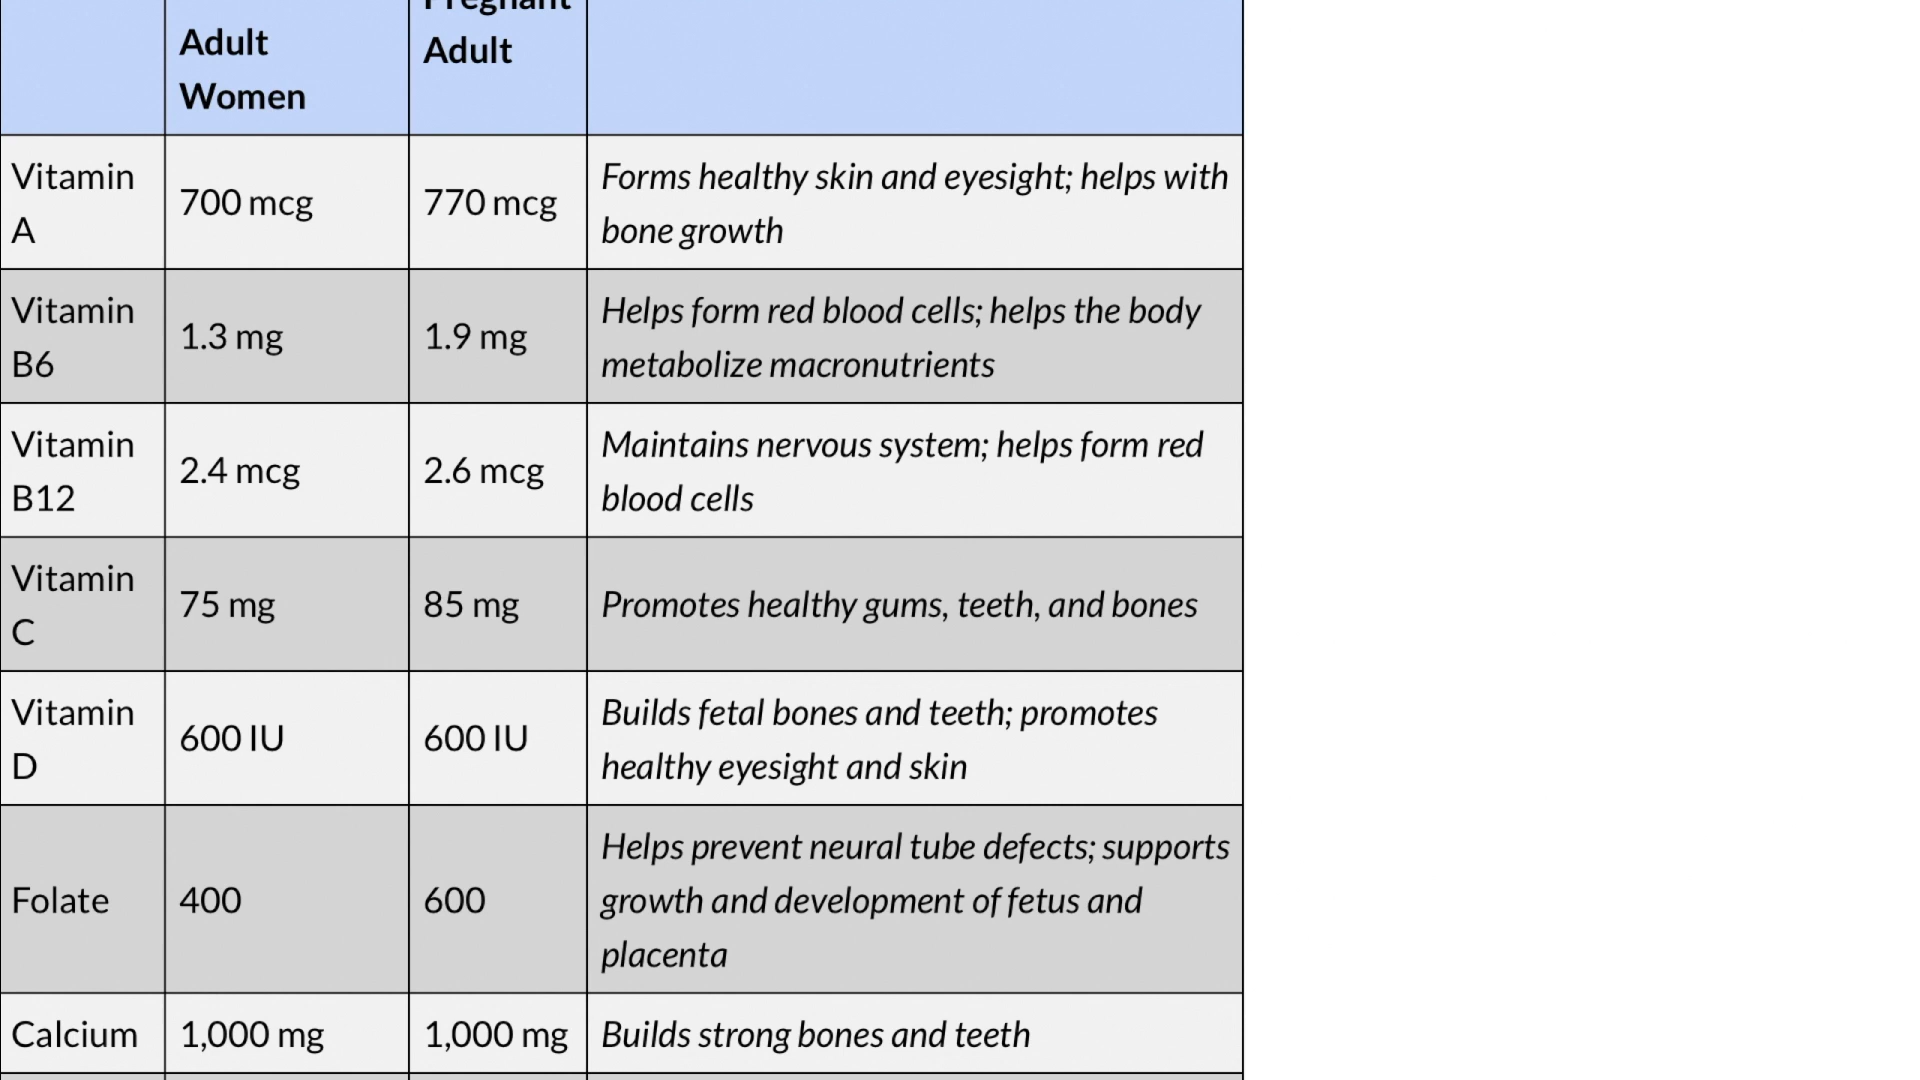 Pregnant
Adult
Women
Adult
Vitamin
A
700 mcg
770 mcg
Forms healthy skin and eyesight; helps with
bone growth
Vitamin
B6
1.3 mg
1.9 mg
Helps form red blood cells; helps the body
metabolize macronutrients
Vitamin
B12
2.4 mcg
2.6 mcg
Maintains nervous system; helps form red
blood cells
Vitamin
C
75 mg
85 mg
Promotes healthy gums, teeth, and bones
Vitamin
D
600 IU
600 IU
Builds fetal bones and teeth; promotes
healthy eyesight and skin
Folate
400
600
Helps prevent neural tube defects; supports
growth and development of fetus and
placenta
Calcium
1,000 mg
1,000 mg
Builds strong bones and teeth